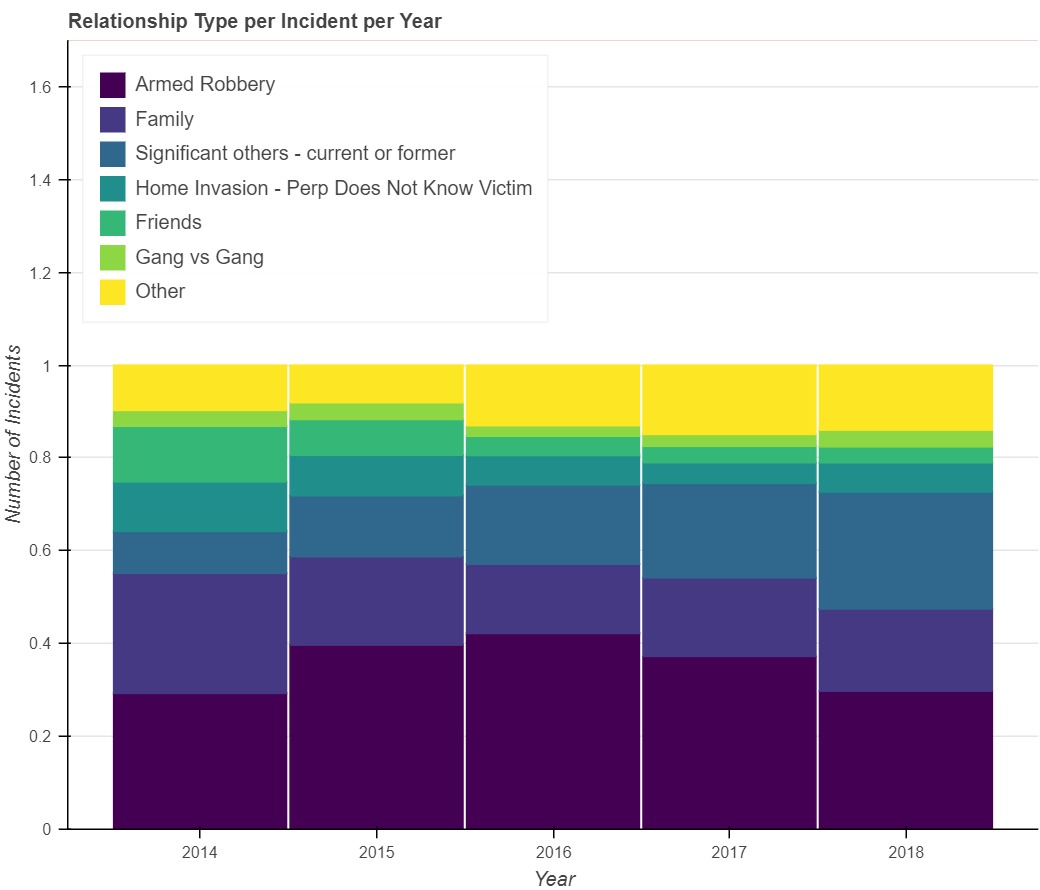 Relationship Type per Incident per Year
Armed Robbery
Family
Significant others - current or former
Home Invasion - Perp Does Not Know Victim
Friends
Gang vs Gang
Other
1.6
1.4
1.2
1
0.8
0.6
0.4
0.2
0
Number of Incidents
2014
2015
2016
2017
2018
Year